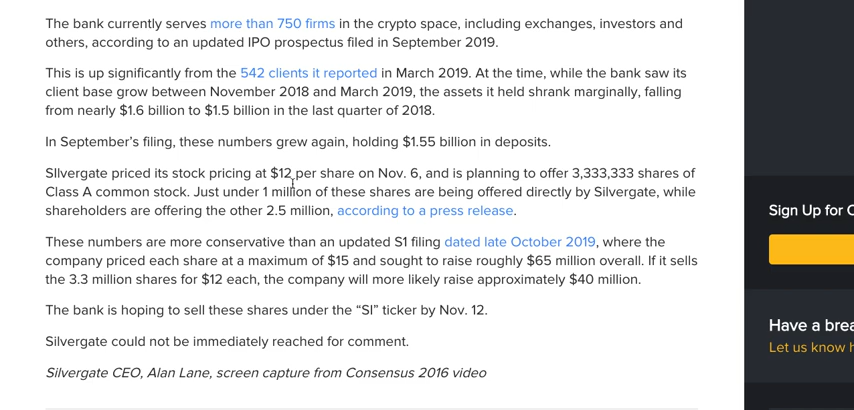 The bank currently serves more than 750 firms in the crypto space, including exchanges, investors and
others, according to an updated IPO prospectus filed in September 2019.
This is up significantly from the 542 clients it reported in March 2019. At the time, while the bank saw its
client base grow between November 2018 and March 2019, the assets it held shrank marginally, falling
from nearly $1.6 billion to $1.5 billion in the last quarter of 2018.
In September’s filing, these numbers grew again, holding $1.55 billion in deposits.
SIlvergate priced its stock pricing at $12 per share on Nov. 6, and is planning to offer 3,333,333 shares of
Class A common stock. Just under 1 million of these shares are being offered directly by Silvergate, while
shareholders are offering the other 2.5 million, according to a press release.
These numbers are more conservative than an updated S1 filing dated late October 2019, where the
company priced each share at a maximum of $15 and sought to raise roughly $65 million overall. If it sells
the 3.3 million shares for $12 each, the company will more likely raise approximately $40 million.
The bank is hoping to sell these shares under the “SI” ticker by Nov. 12.
Silvergate could not be immediately reached for comment.
Silvergate CEO, Alan Lane, screen capture from Consensus 2016 video
Sign Up for
Have a
Let us know